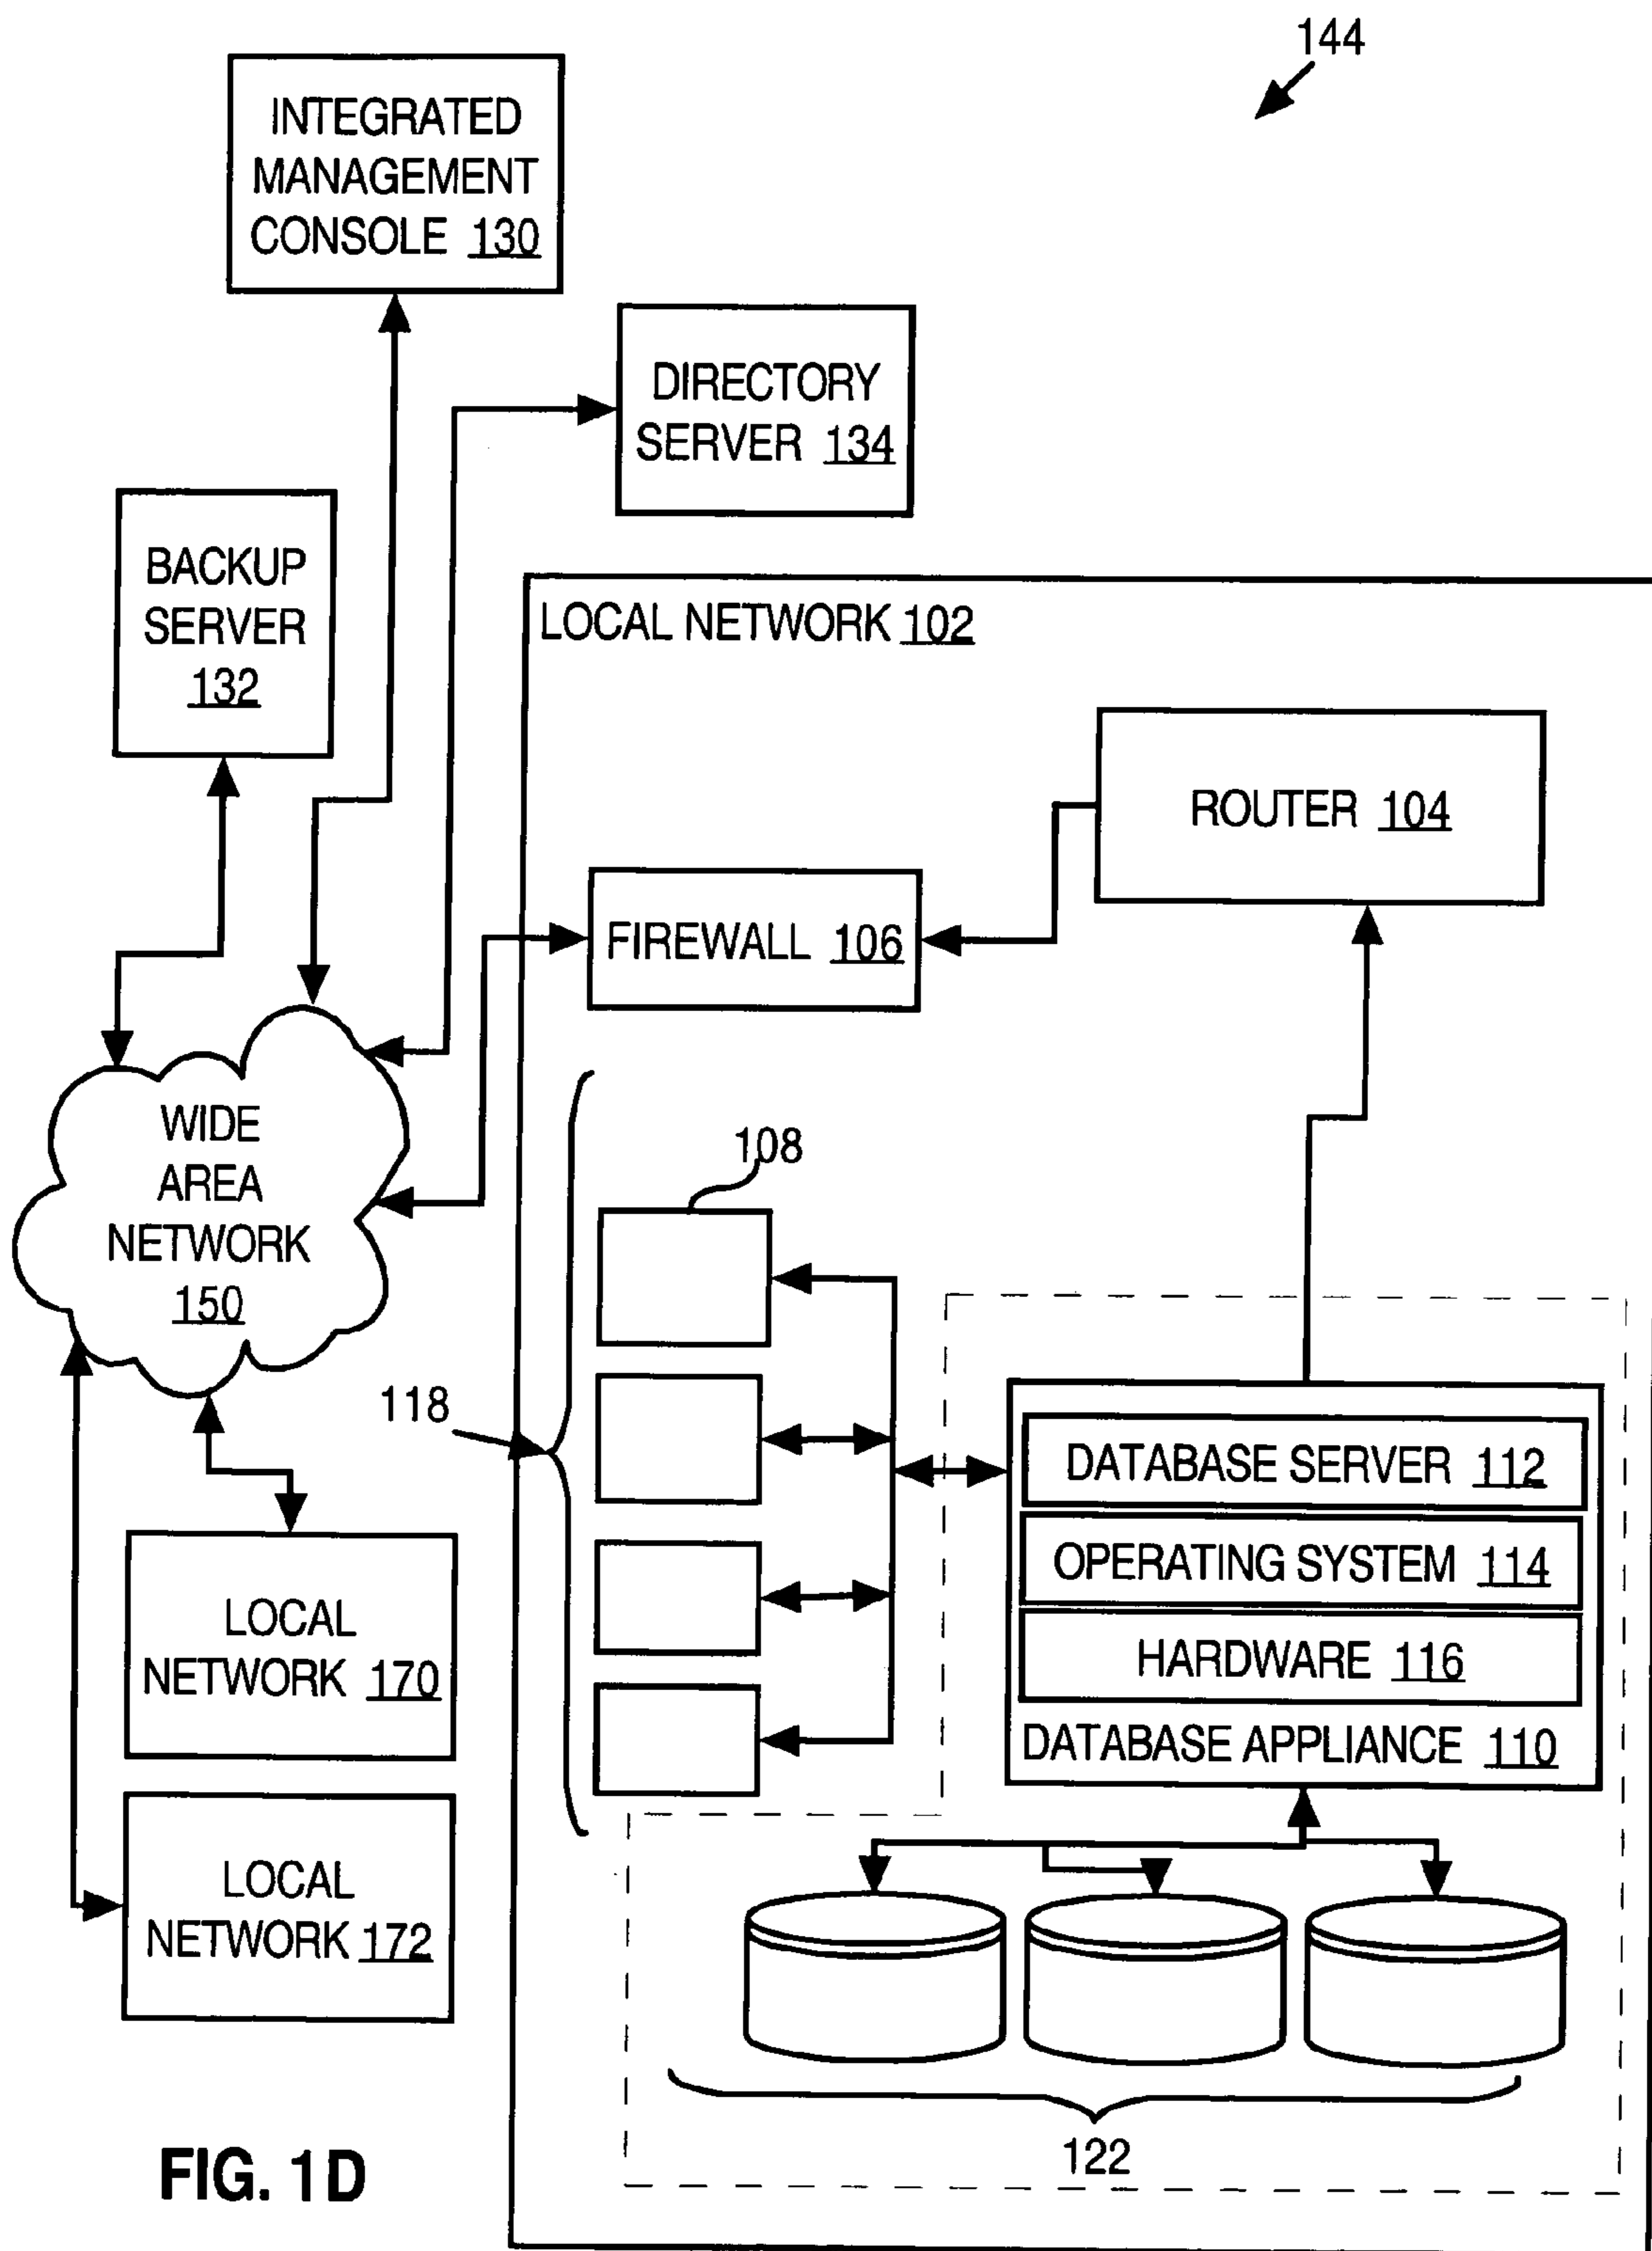 144
INTEGRATED
MANAGEMENT
CONSOLE 130
DIRECTORY
SERVER 134
BACKUP
SERVER
132
LOCAL NETWORK 102
ROUTER 104
FIREWALL 106
WIDE
AREA
NETWORK
150
108
118
DATABASE SERVER 112
OPERATING SYSTEM 114
HARDWARE 116
DATABASE APPLIANCE 110
LOCAL
NETWORK 170
LOCAL
NETWORK 172
122
FIG. 1D